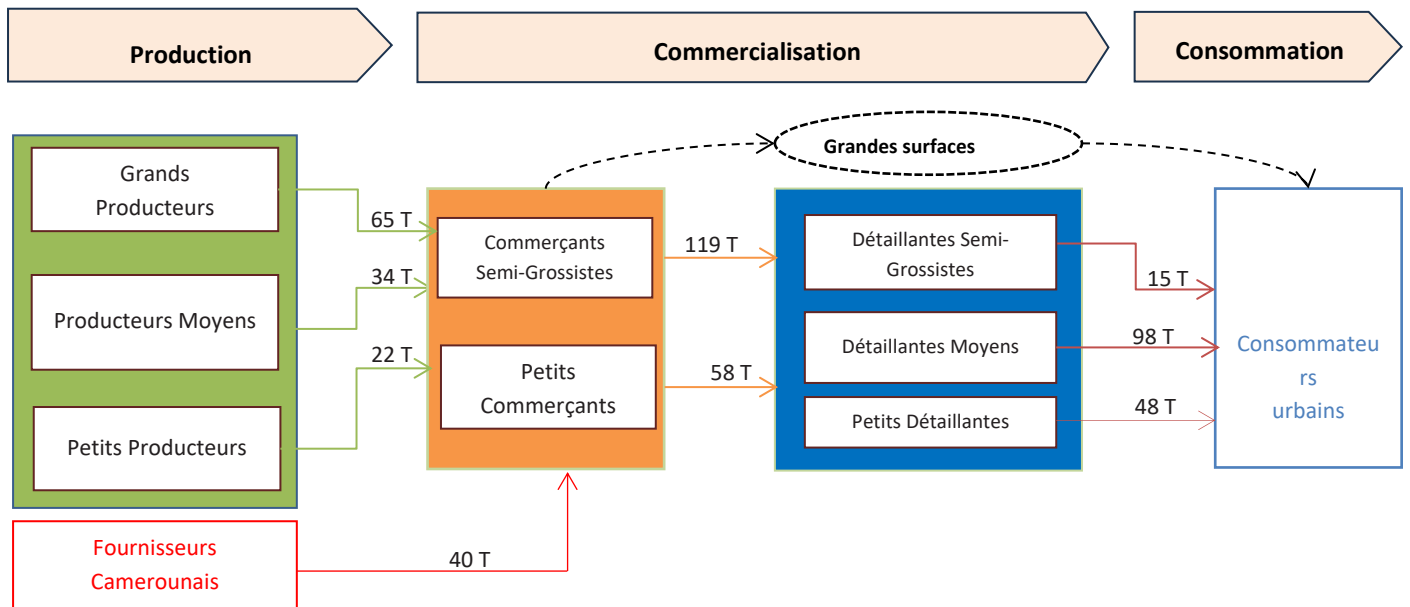 Production
Commercialisation
Consommation
Grandes surfaces
Grands
Producteurs
65 T
Commerçants
Semi-Grossistes
119 T
Détaillantes Semi-
Grossistes
15 T
34 T
Producteurs Moyens
22 T
Petits
Commerçants
58 T
Détaillantes Moyens
98 T
Consommateu
rs
urbains
Petits Producteurs
Petits Détaillantes
48 T
Fournisseurs
Camerounais
40 T